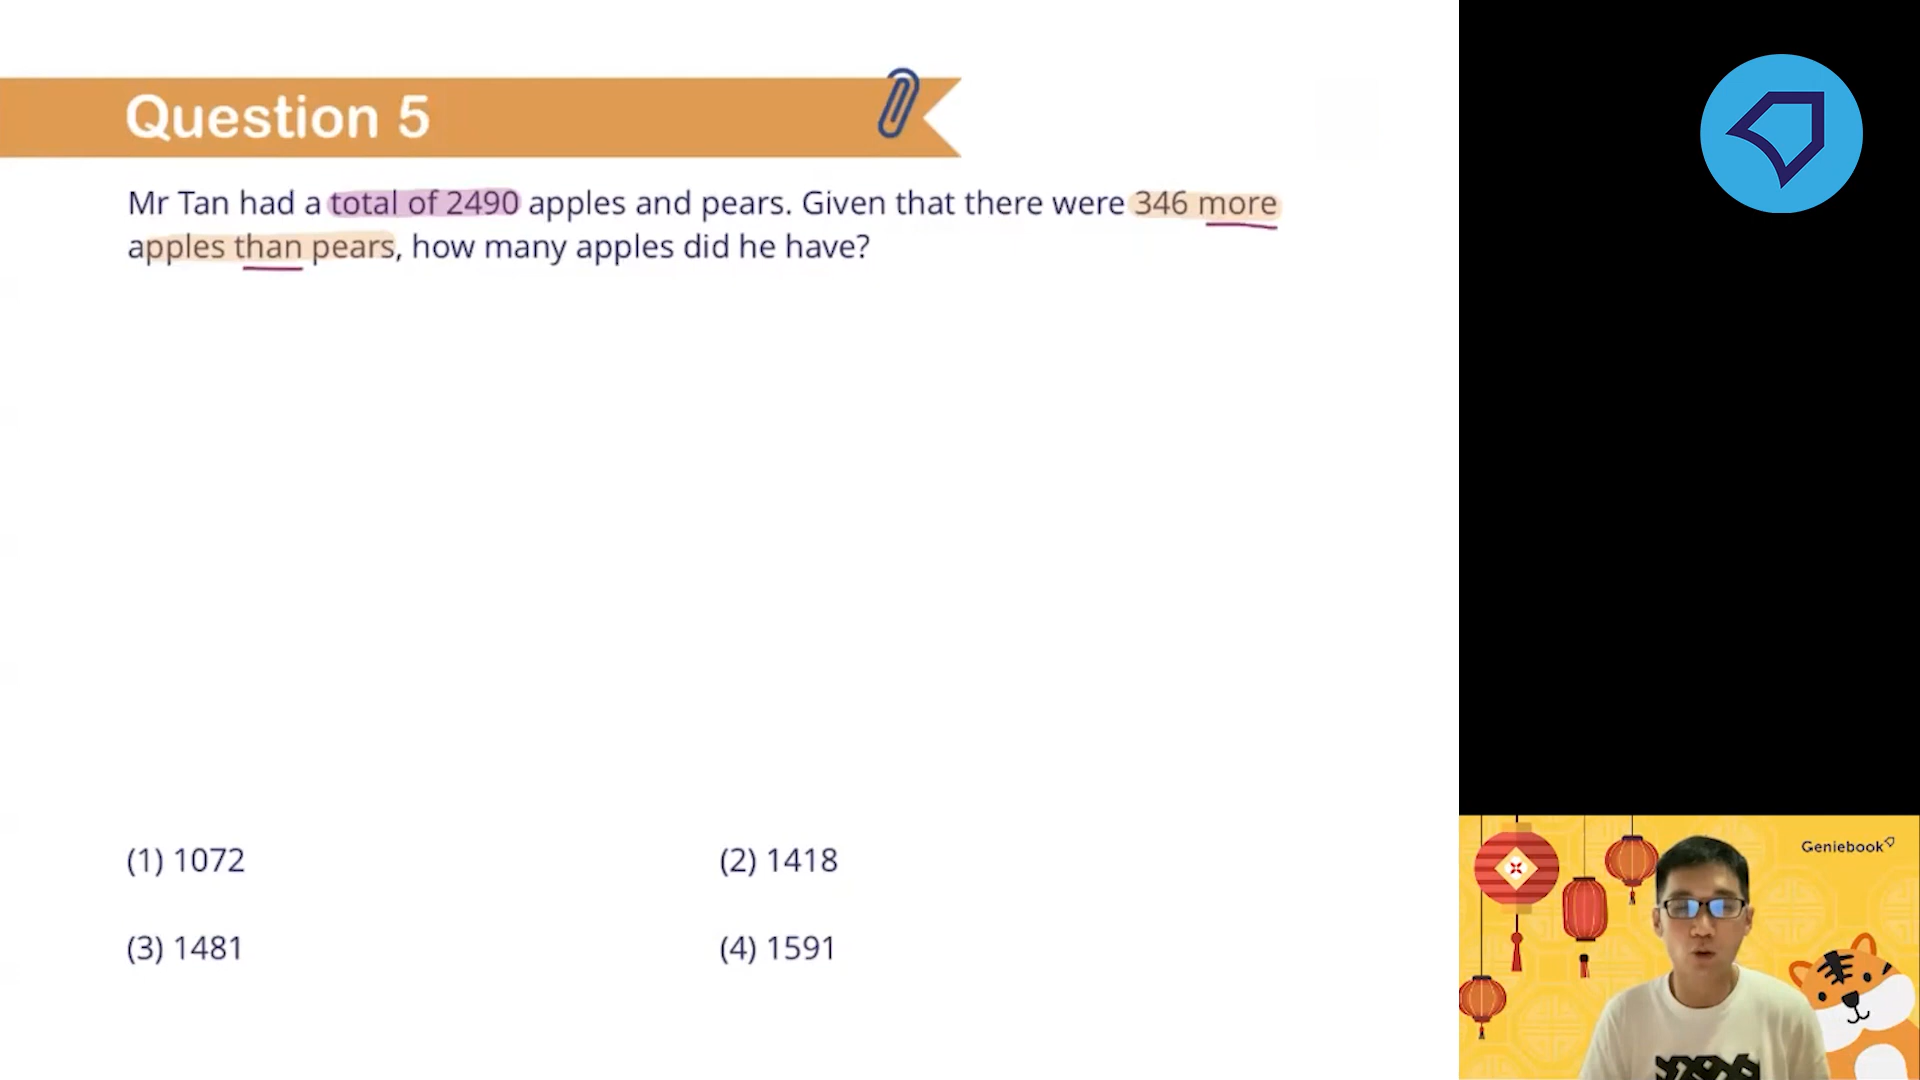 Question 5
Mr Tan had a total of 2490 apples and pears. Given that there were 346 more
apples than pears, how many apples did he have?
(1) 1072
(2) 1418
(3) 1481
(4) 1591
Geniebook